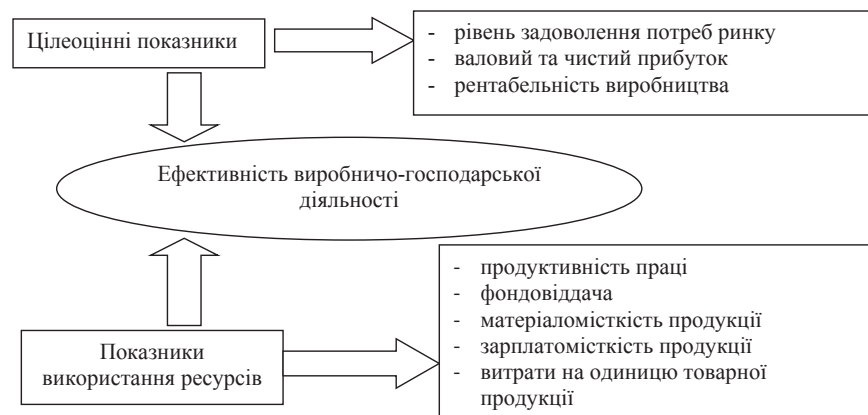 Цілеоцінні показники
- рівень задоволення потреб ринку
- валовий та чистий прибуток
- рентабельність виробництва
Ефективність виробничо-господарської
діяльності
- продуктивність праці
- фондовіддача
- матеріаломісткість продукції
- зарплатомісткість продукції
- витрати на одиницю товарної
продукції
Показники
використання ресурсів